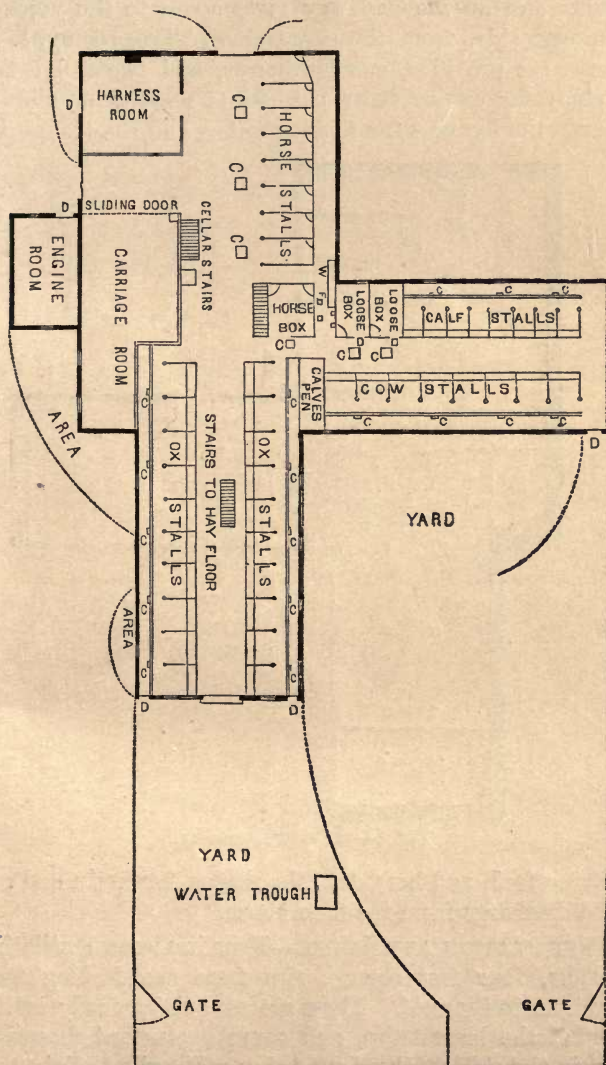 HARNESS
ROOM
D
C
C
C
HORSE STALLS
D
SLIDING DOOR
CELLAR STAIRS
ENGINE
ROOM
CARRIAGE ROOM
W
F
HORSE
BOX
C
LOOSE
BOX
LOOSE
BOX
C
C
C
C
C
CALF STALLS
CALVES
PEN
COW STALLS
C
C
C
C
D
AREA
C
C
C
C
C
OX STALLS
STAIRS TO HAY FLOOR
OX STALLS
C
C
C
C
C
AREA
D
D
YARD
YARD
WATER TROUGH
GATE
GATE